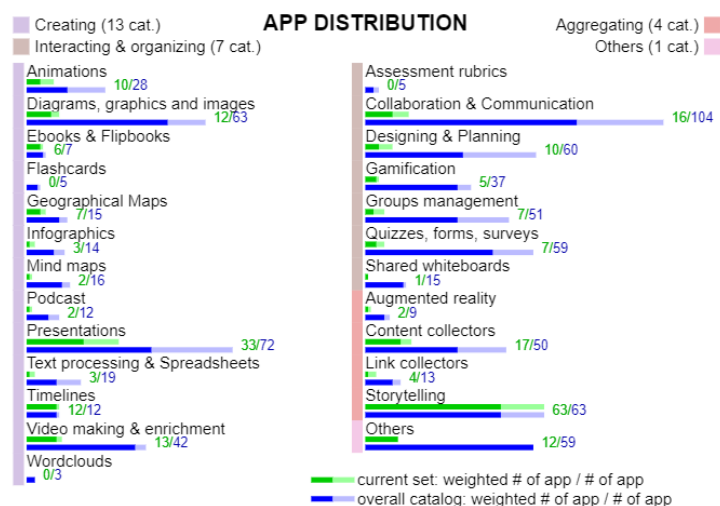 APP DISTRIBUTION
Creating (13 cat.)
Interacting & organizing (7 cat.)
Aggregating (4 cat.)
Others (1 cat.)
Animations
10/28
Diagrams, graphics and images
12/63
Ebooks & Flipbooks
6/7
Flashcards
0/5
Geographical Maps
7/15
Infographics
3/14
Mind maps
2/16
Podcast
2/12
Presentations
33/72
Text processing & Spreadsheets
3/19
Timelines
12/12
Video making & enrichment
13/42
Wordclouds
0/3
Assessment rubrics
0/5
Collaboration & Communication
16/104
Designing & Planning
10/60
Gamification
5/37
Groups management
7/51
Quizzes, forms, surveys
7/59
Shared whiteboards
1/15
Augmented reality
2/9
Content collectors
17/50
Link collectors
4/13
Storytelling
63/63
Others
12/59
current set: weighted # of app / # of app
overall catalog: weighted # of app / # of app